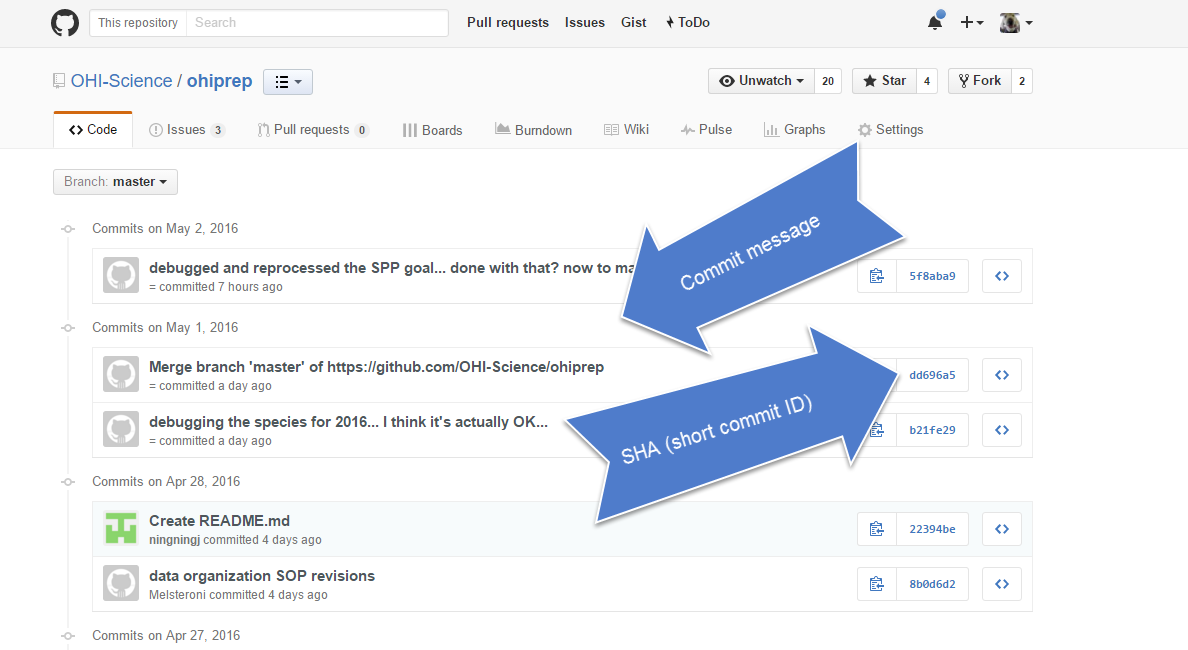 This repository Search Pull requests Issues Gist ToDo
OHI-Science / ohiprep Unwatch 20 Star 4 Fork 2
Code Issues 3 Pull requests 0 Boards Burndown Wiki Pulse Graphs Settings
Branch: master
Commits on May 2, 2016
debugged and reprocessed the SPP goal... done with that? now to
= committed 7 hours ago
5f8aba9
Commit message
Commits on May 1, 2016
Merge branch 'master' of https://github.com/OHI-Science/ohiprep
= committed a day ago
dd696a5
debugging the species for 2016... I think it's actually OK...
= committed a day ago
b21fe29
SHA (short commit ID)
Commits on Apr 28, 2016
Create README.md
ningningj committed 4 days ago
22394be
data organization SOP revisions
Melsteroni committed 4 days ago
8b0d6d2
Commits on Apr 27, 2016